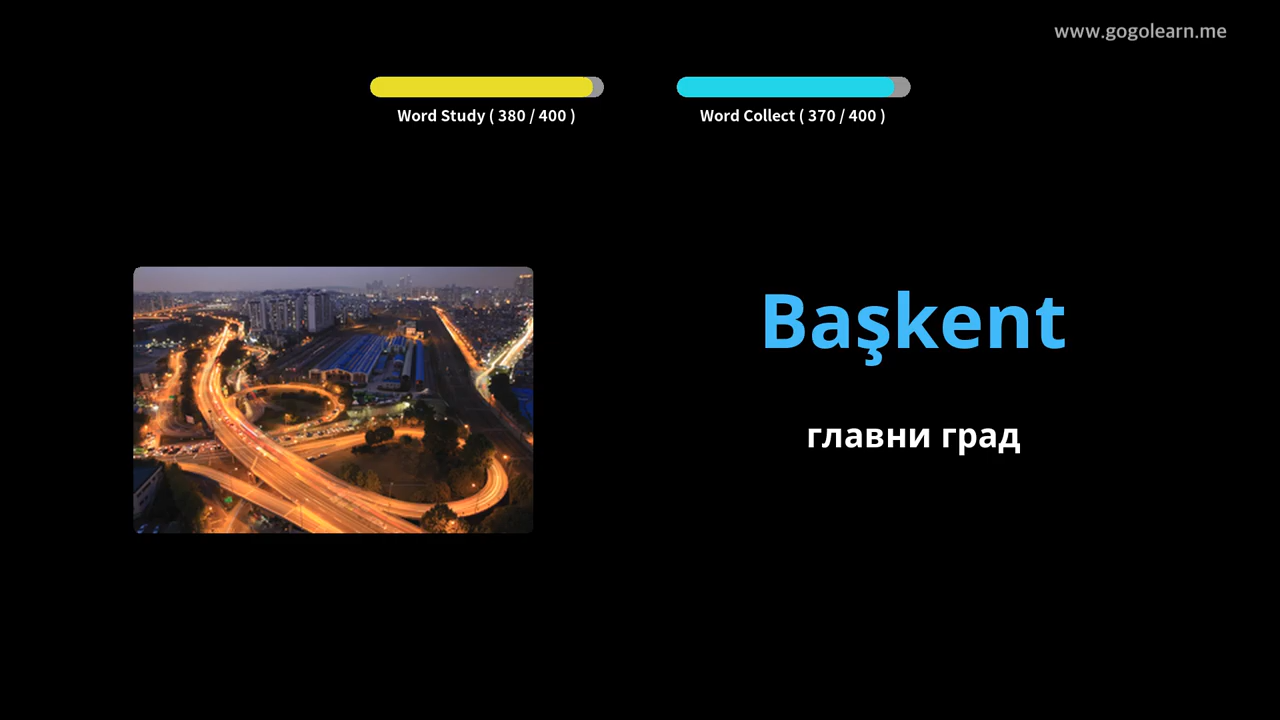 www.gogolearn.me
Word Study ( 380 / 400 )
Word Collect ( 370 / 400 )
Başkent
главни град